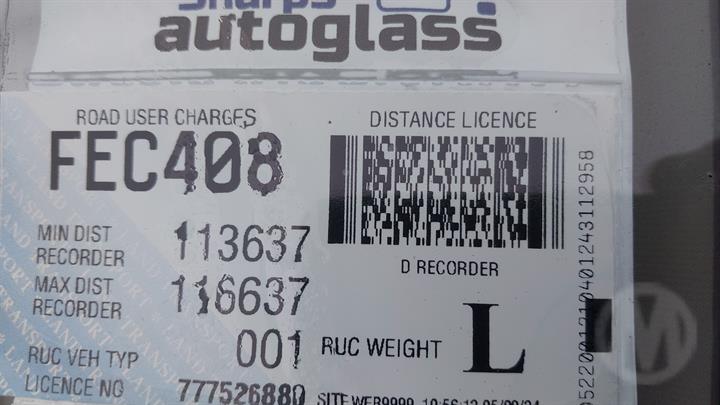 Sharps
autoglass
ROAD USER CHARGES
FEC408
DISTANCE LICENCE
MIN DIST RECORDER 113637
MAX DIST RECORDER 116637
D RECORDER
RUC VEH TYP 001
RUC WEIGHT L
LICENCE NO 777526880